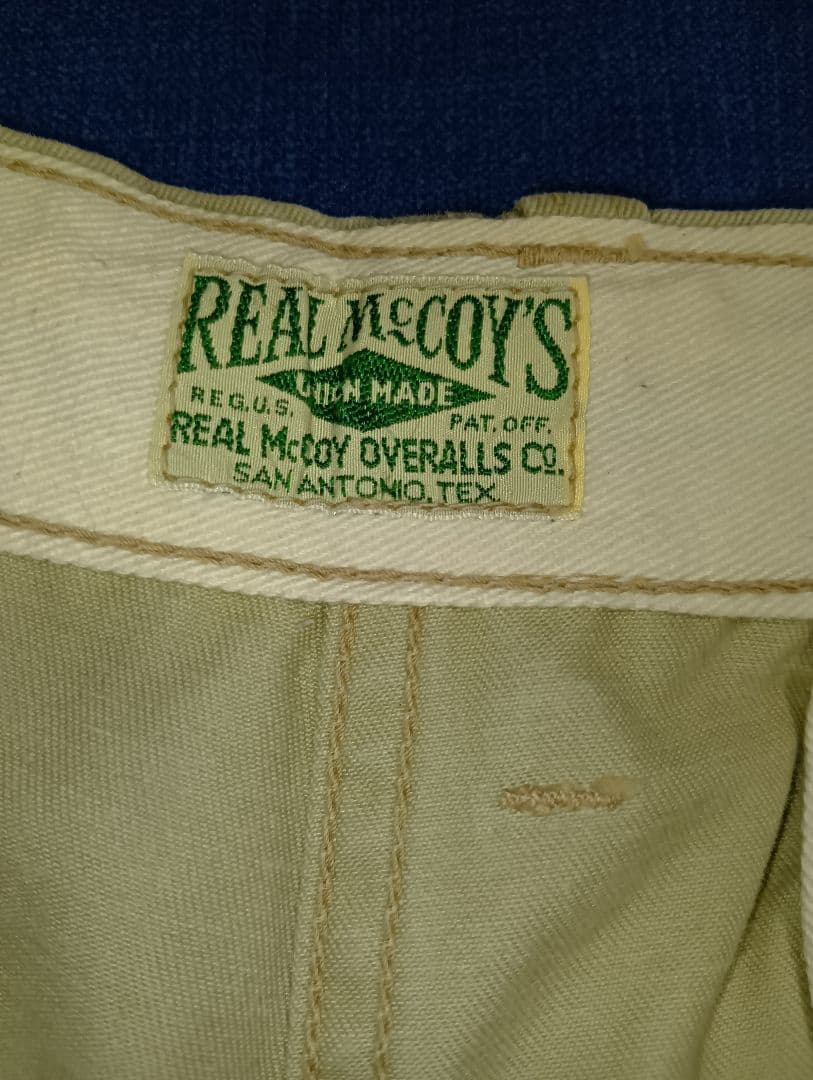 REAL McCOY'S
UNION MADE
REG. U.S. PAT. OFF.
REAL McCOY OVERALLS CO.
SAN ANTONIO, TEX.